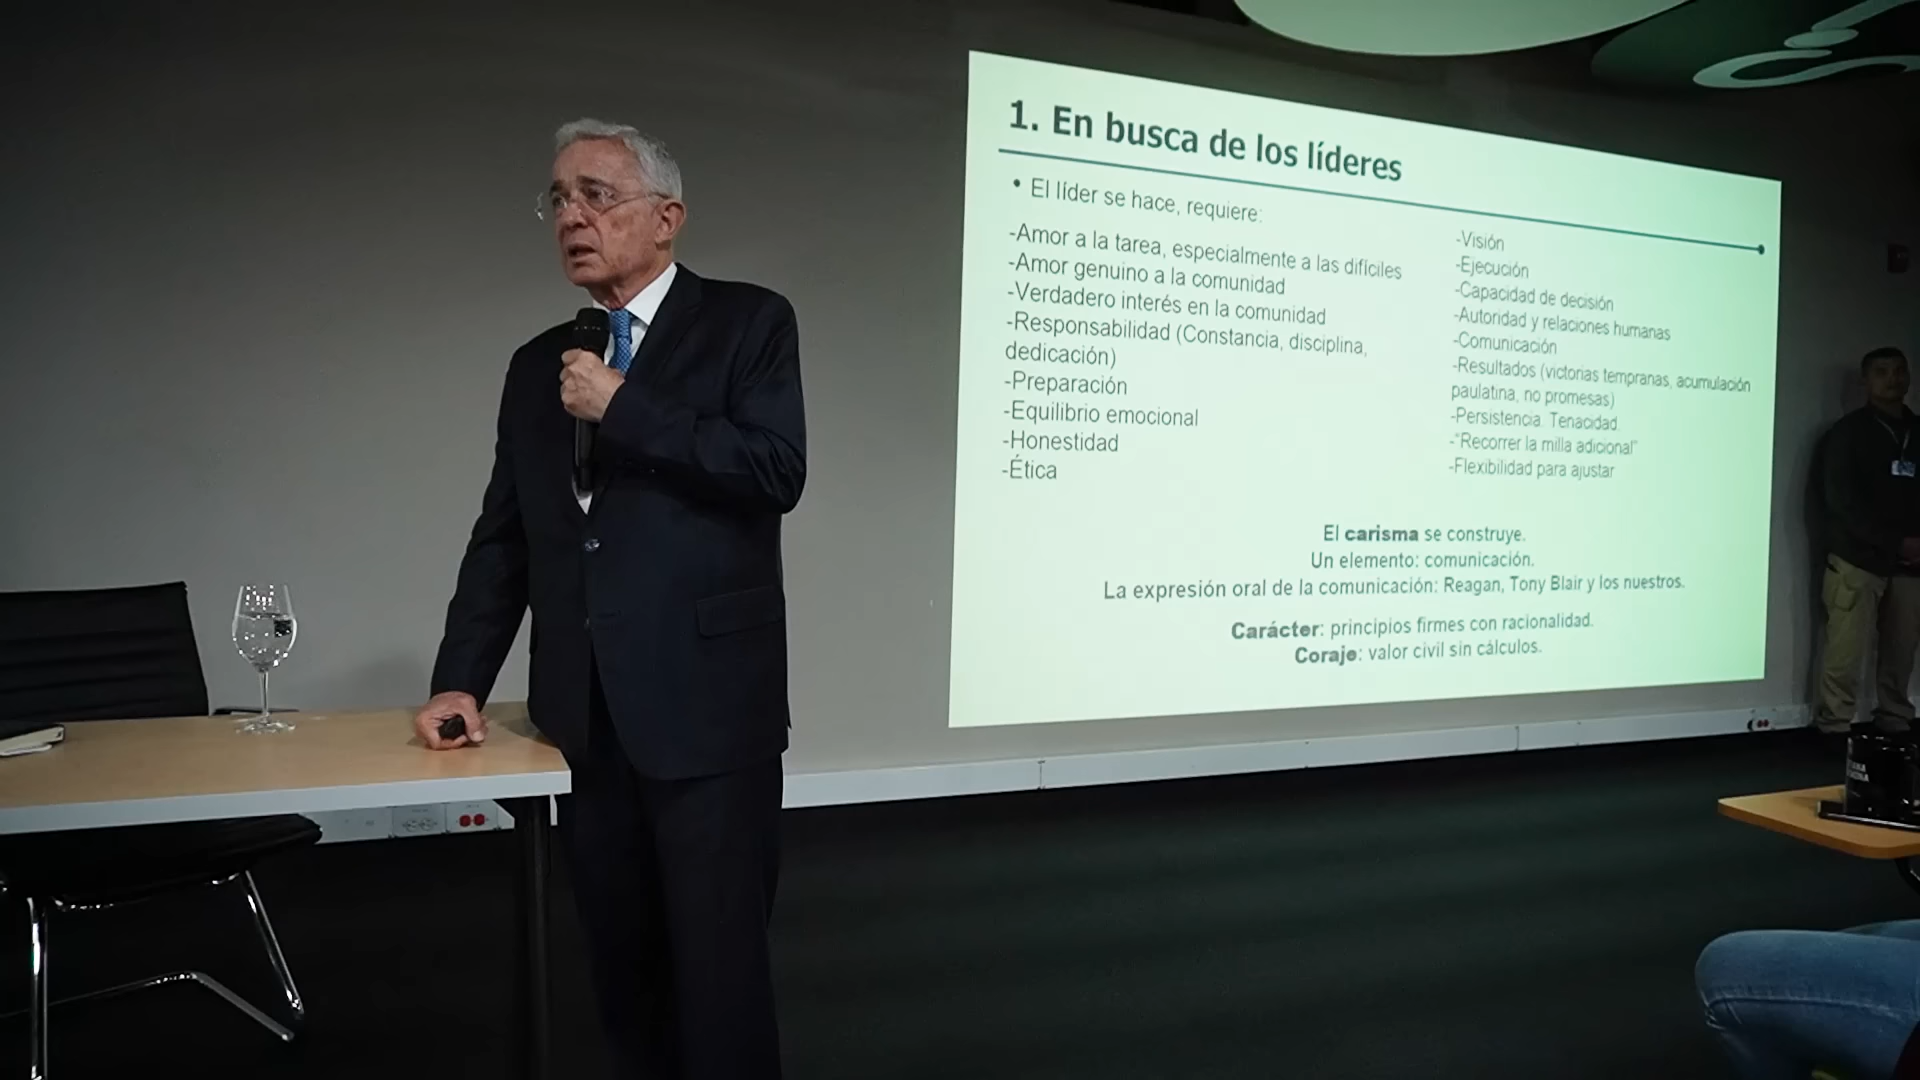 1. En busca de los líderes
• El líder se hace, requiere:
-Amor a la tarea, especialmente a las difíciles
-Amor genuino a la comunidad
-Verdadero interés en la comunidad
-Responsabilidad (Constancia, disciplina,
dedicación)
-Preparación
-Equilibrio emocional
-Honestidad
-Ética
-Visión
-Ejecución
-Capacidad de decisión
-Autoridad y relaciones humanas
-Comunicación
-Resultados (victorias tempranas, acumulación
paulatina, no promesas)
-Persistencia. Tenacidad.
-"Recorrer la milla adicional"
-Flexibilidad para ajustar
El carisma se construye.
Un elemento: comunicación.
La expresión oral de la comunicación: Reagan, Tony Blair y los nuestros.
Carácter: principios firmes con racionalidad.
Coraje: valor civil sin cálculos.